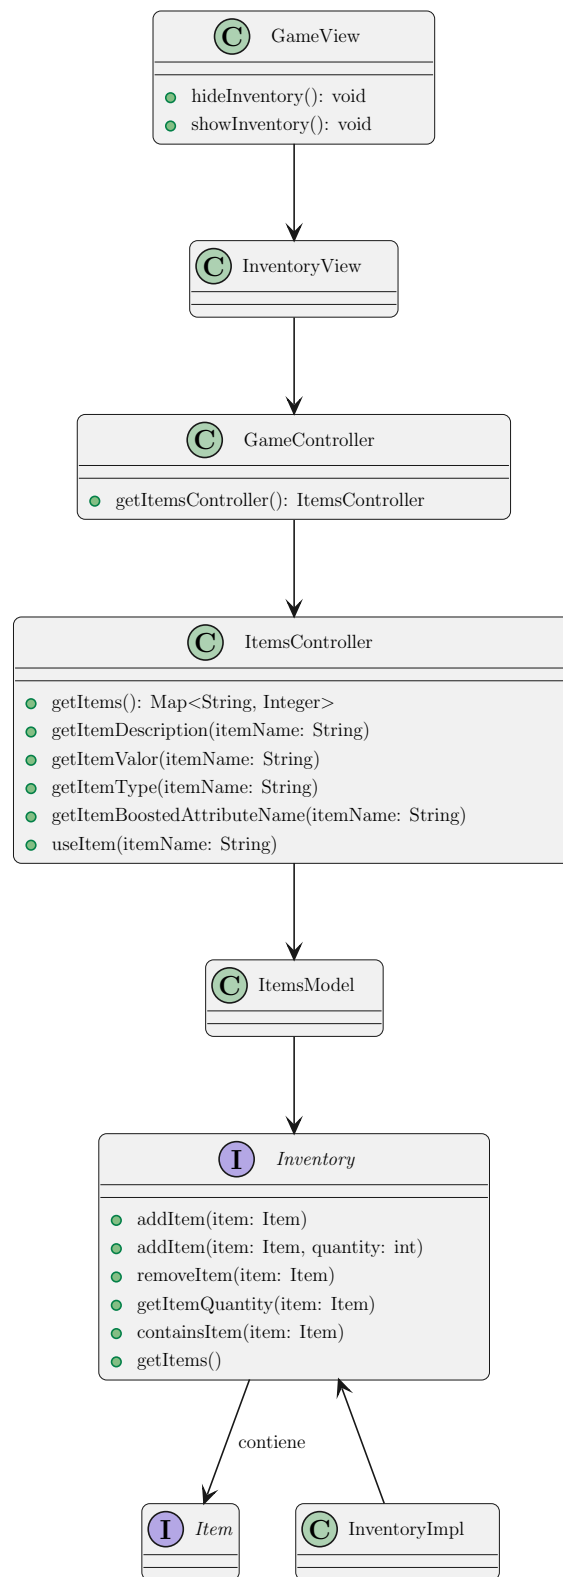 C GameView
hideInventory(): void
showInventory(): void
C InventoryView
C GameController
getItemsController(): ItemsController
C ItemsController
getItems(): Map<String, Integer>
getItemDescription(itemName: String)
getItemValor(itemName: String)
getItemType(itemName: String)
getItemBoostedAttributeName(itemName: String)
useItem(itemName: String)
C ItemsModel
I Inventory
addItem(item: Item)
addItem(item: Item, quantity: int)
removeItem(item: Item)
getItemQuantity(item: Item)
containsItem(item: Item)
getItems()
contiene
I Item
C InventoryImpl